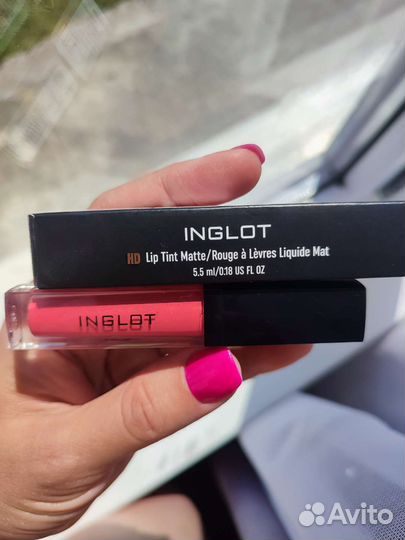 INGLOT
HD Lip Tint Matte/Rouge à Lèvres Liquide Mat
5.5 ml/0.18 US FL OZ
INGLOT
Avito